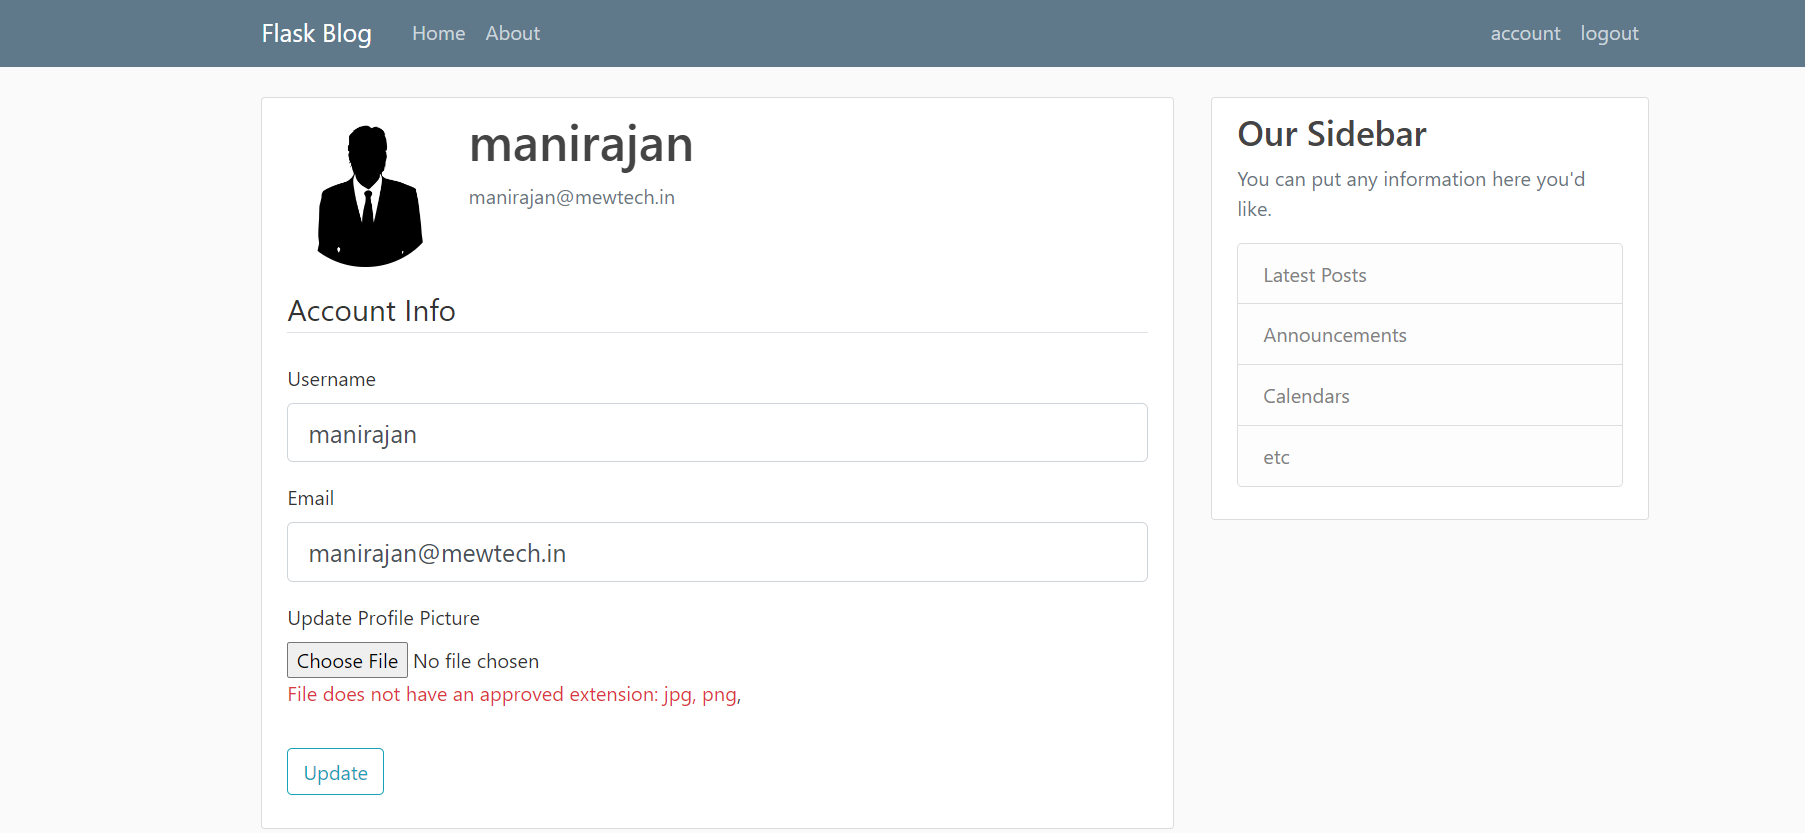 Flask Blog Home About account logout
manirajan
manirajan@mewtech.in
Account Info
Username
manirajan
Email
manirajan@mewtech.in
Update Profile Picture
Choose File No file chosen
File does not have an approved extension: jpg, png,
Update
Our Sidebar
You can put any information here you'd
like.
Latest Posts
Announcements
Calendars
etc